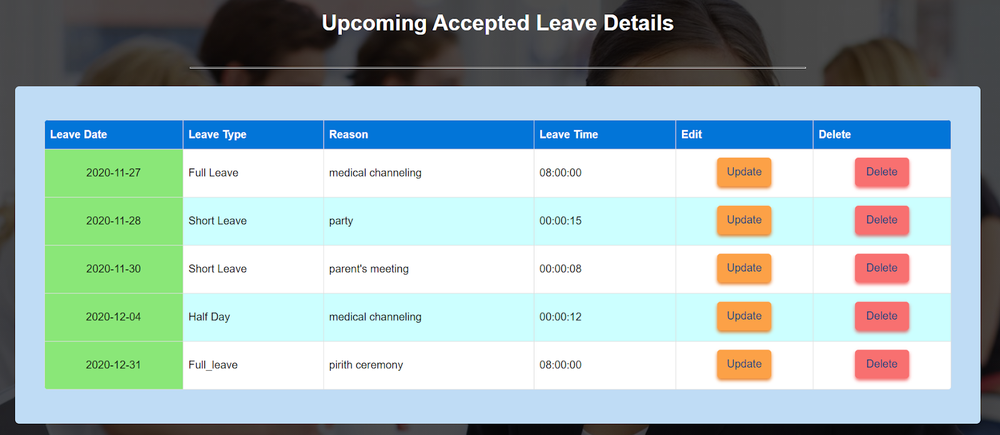 Upcoming Accepted Leave Details
Leave Date Leave Type Reason Leave Time Edit Delete
2020-11-27 Full Leave medical channeling 08:00:00 Update Delete
2020-11-28 Short Leave party 00:00:15 Update Delete
2020-11-30 Short Leave parent's meeting 00:00:08 Update Delete
2020-12-04 Half Day medical channeling 00:00:12 Update Delete
2020-12-31 Full_leave pirith ceremony 08:00:00 Update Delete